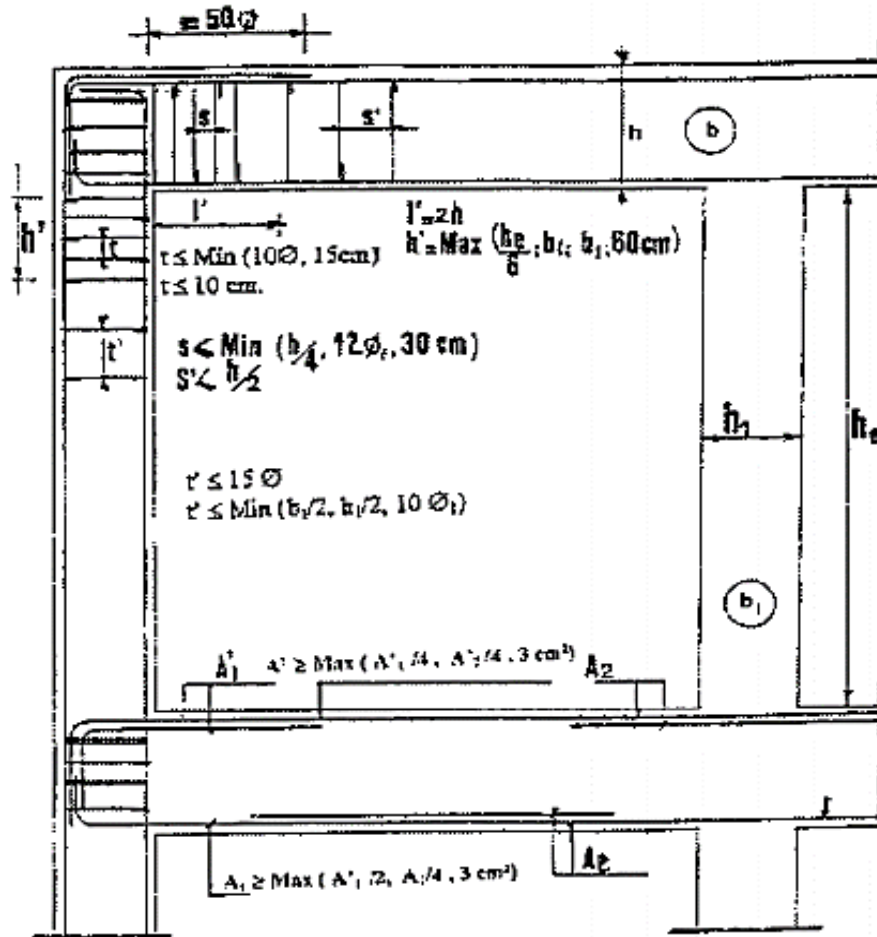 = 50 Ø
s
s'
h
b
l'
l'=2h
h'
h'=Max (he/6; b1; h1; 60cm)
t
t ≤ Min (10Ø, 15cm)
t ≤ 10 cm.
t'
s ≤ Min (h/4, 12Øl, 30 cm)
S' < h/2
h1
he
t' ≤ 15 Ø
t' ≤ Min (b1/2, h1/2, 10 Øl)
b1
A'1
A' ≥ Max ( A'1 /4 , A'2/4 , 3 cm²)
A2
A1 ≥ Max ( A'1 /2, A2/4 , 3 cm²)
A2